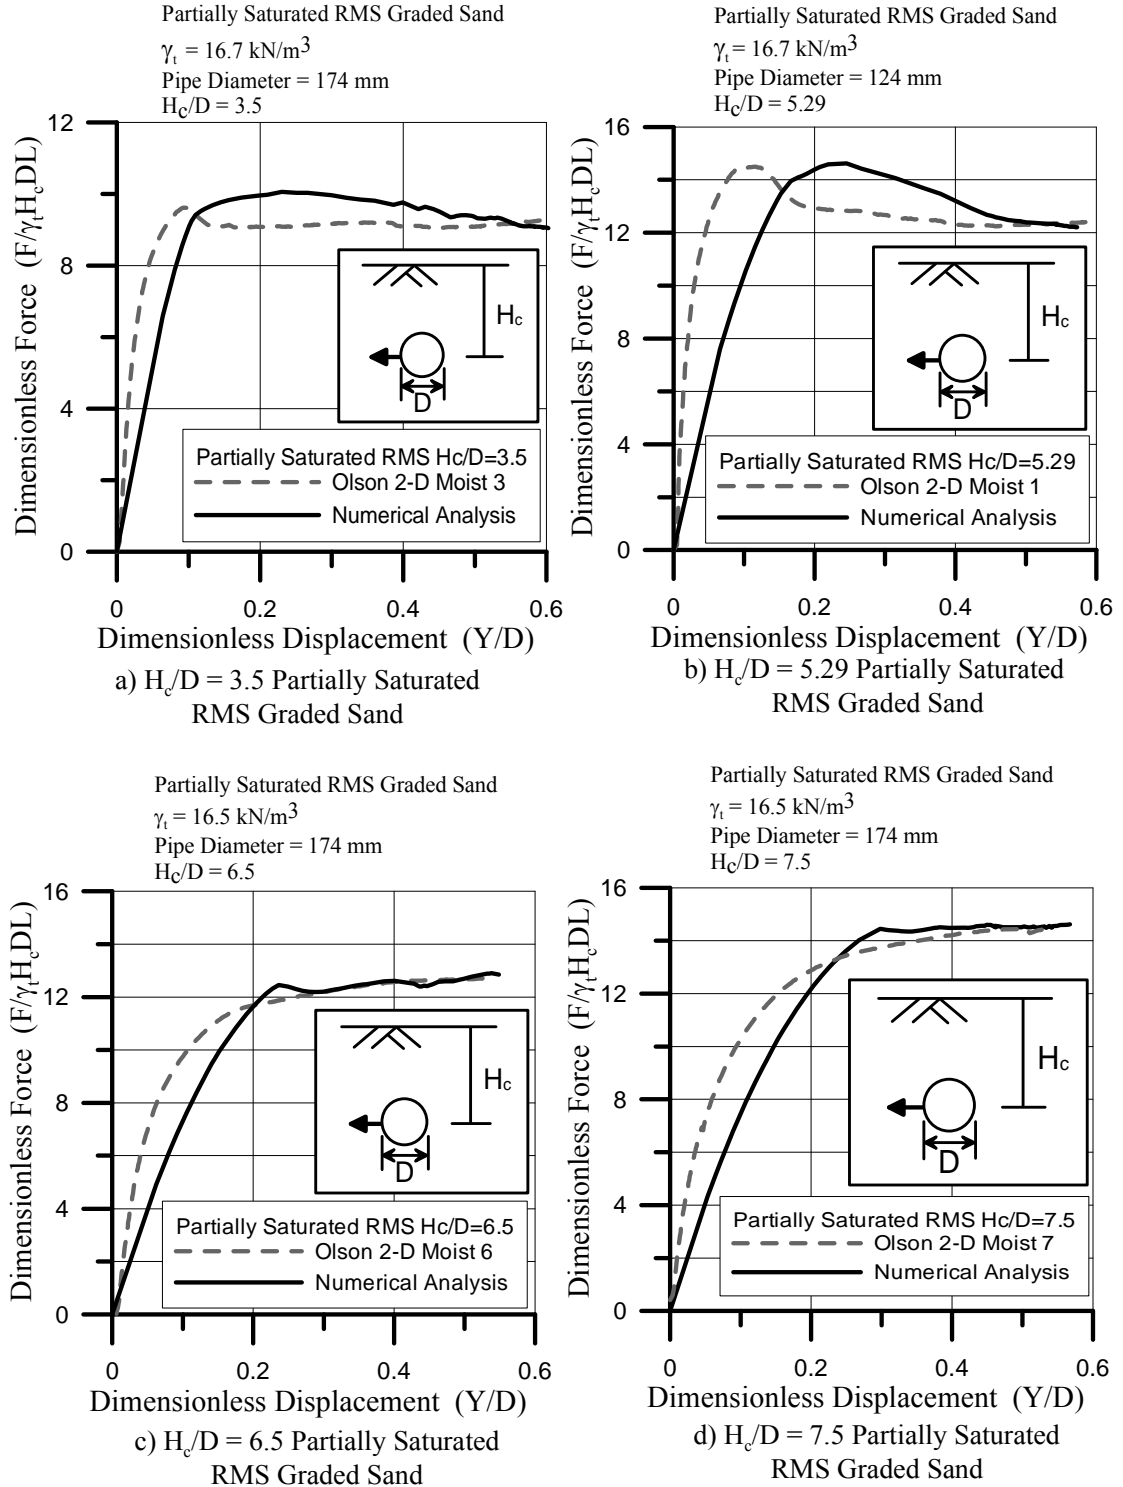 Partially Saturated RMS Graded Sand
γt = 16.7 kN/m3
Pipe Diameter = 174 mm
Hc/D = 3.5
12
8
4
0
Dimensionless Force (F/γtHcDL)
Hc
D
Partially Saturated RMS Hc/D=3.5
Olson 2-D Moist 3
Numerical Analysis
0 0.2 0.4 0.6
Dimensionless Displacement (Y/D)
a) Hc/D = 3.5 Partially Saturated
RMS Graded Sand
Partially Saturated RMS Graded Sand
γt = 16.7 kN/m3
Pipe Diameter = 124 mm
Hc/D = 5.29
16
12
8
4
0
Dimensionless Force (F/γtHcDL)
Hc
D
Partially Saturated RMS Hc/D=5.29
Olson 2-D Moist 1
Numerical Analysis
0 0.2 0.4 0.6
Dimensionless Displacement (Y/D)
b) Hc/D = 5.29 Partially Saturated
RMS Graded Sand
Partially Saturated RMS Graded Sand
γt = 16.5 kN/m3
Pipe Diameter = 174 mm
Hc/D = 6.5
16
12
8
4
0
Dimensionless Force (F/γtHcDL)
Hc
D
Partially Saturated RMS Hc/D=6.5
Olson 2-D Moist 6
Numerical Analysis
0 0.2 0.4 0.6
Dimensionless Displacement (Y/D)
c) Hc/D = 6.5 Partially Saturated
RMS Graded Sand
Partially Saturated RMS Graded Sand
γt = 16.5 kN/m3
Pipe Diameter = 174 mm
Hc/D = 7.5
16
12
8
4
0
Dimensionless Force (F/γtHcDL)
Hc
D
Partially Saturated RMS Hc/D=7.5
Olson 2-D Moist 7
Numerical Analysis
0 0.2 0.4 0.6
Dimensionless Displacement (Y/D)
d) Hc/D = 7.5 Partially Saturated
RMS Graded Sand